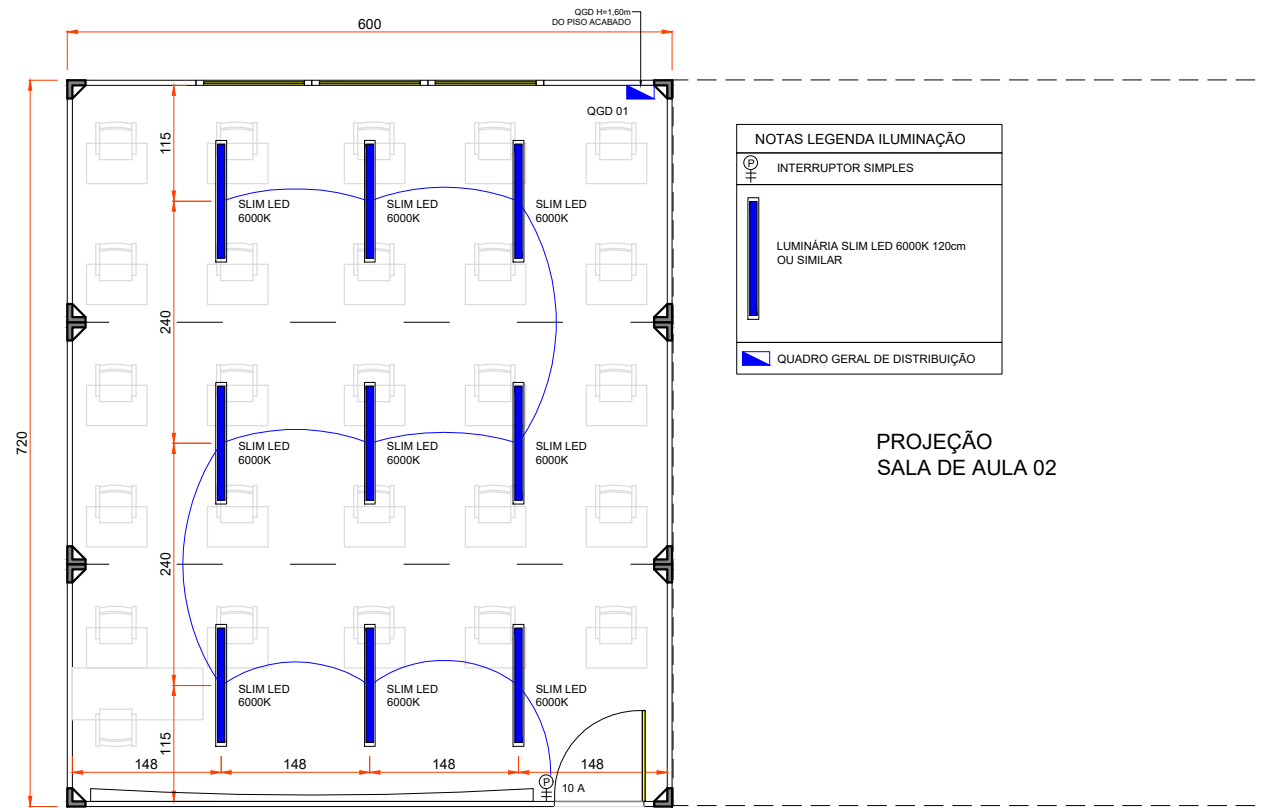 QGD H=1,60m
DO PISO ACABADO
600
QGD 01
115
NOTAS LEGENDA ILUMINAÇÃO
P
INTERRUPTOR SIMPLES
SLIM LED
6000K
SLIM LED
6000K
SLIM LED
6000K
LUMINÁRIA SLIM LED 6000K 120cm
OU SIMILAR
240
QUADRO GERAL DE DISTRIBUIÇÃO
720
SLIM LED
6000K
SLIM LED
6000K
SLIM LED
6000K
PROJEÇÃO
SALA DE AULA 02
240
SLIM LED
6000K
SLIM LED
6000K
SLIM LED
6000K
115
148
148
148
148
P
10 A